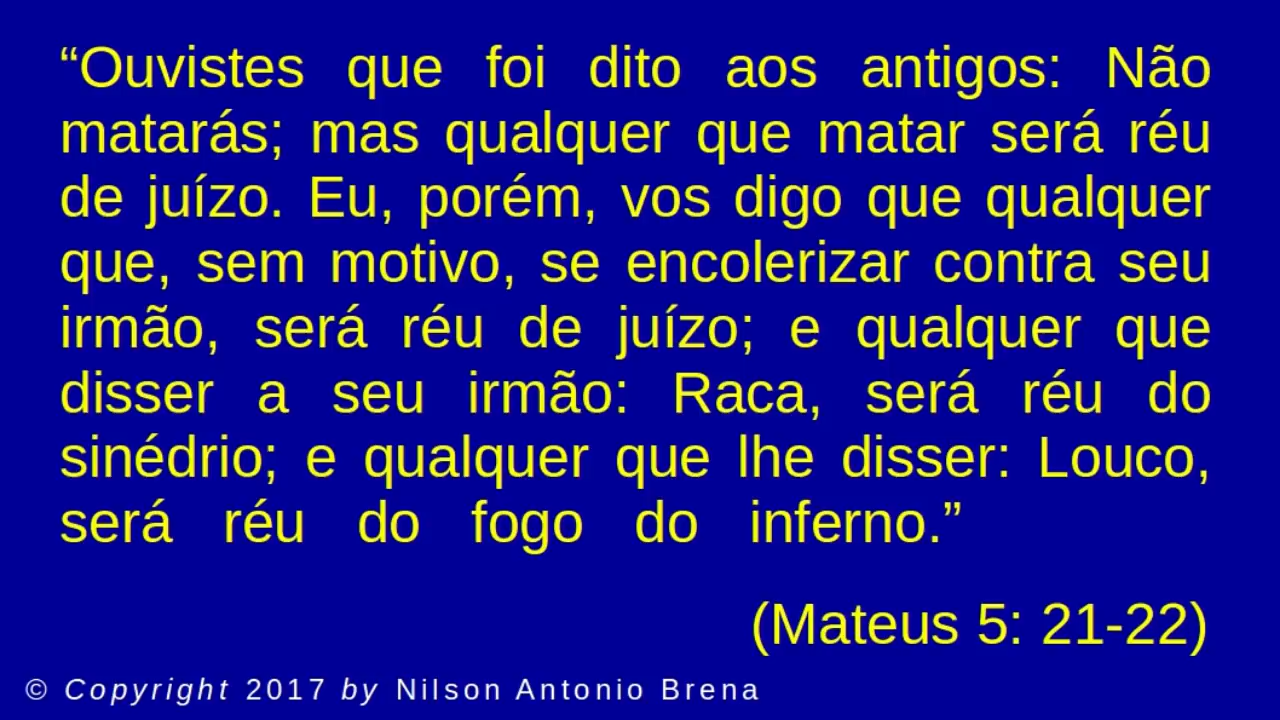 “Ouvistes que foi dito aos antigos: Não
matarás; mas qualquer que matar será réu
de juízo. Eu, porém, vos digo que qualquer
que, sem motivo, se encolerizar contra seu
irmão, será réu de juízo; e qualquer que
disser a seu irmão: Raca, será réu do
sinédrio; e qualquer que lhe disser: Louco,
será réu do fogo do inferno.”
(Mateus 5: 21-22)
© Copyright 2017 by Nilson Antonio Brena